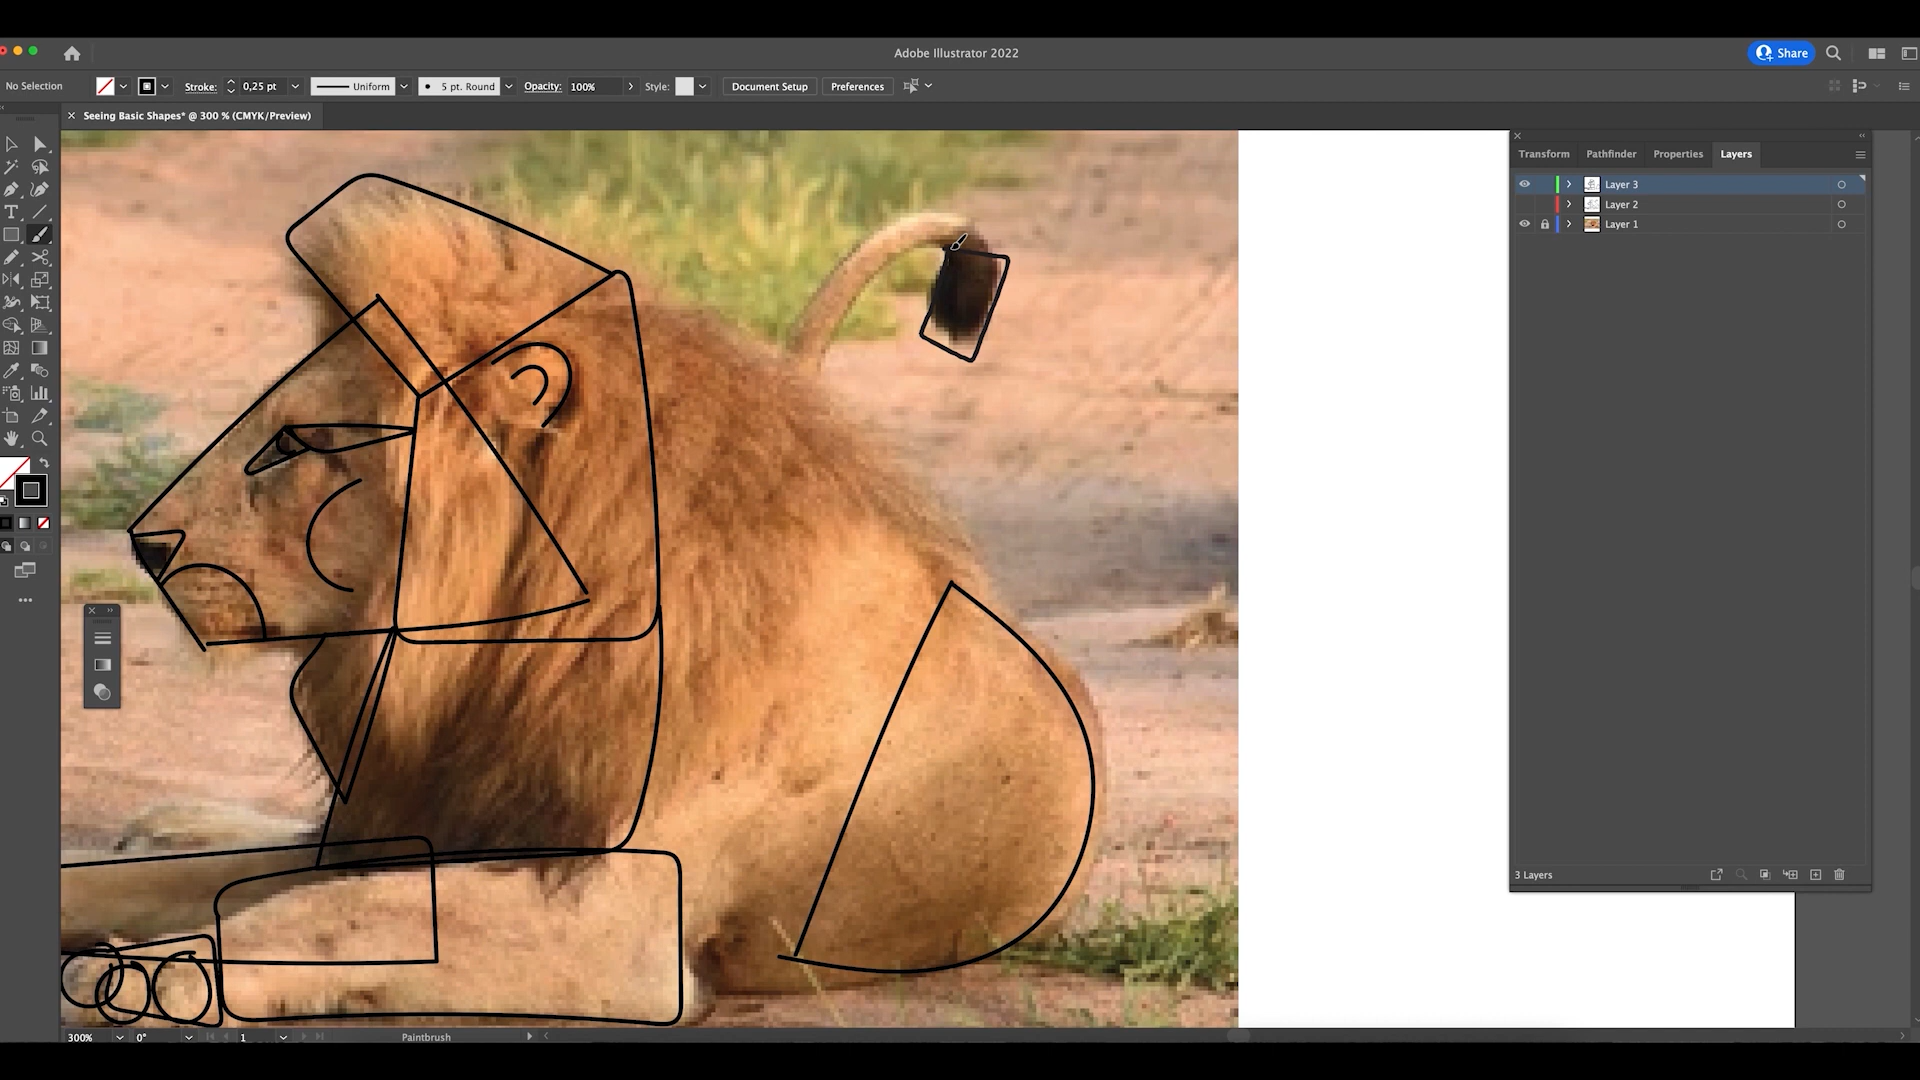 Adobe Illustrator 2022
Share
No Selection
Stroke: 0,25 pt
Uniform
5 pt. Round
Opacity: 100%
Style:
Document Setup
Preferences
Seeing Basic Shapes* @ 300 % (CMYK/Preview)
Transform Pathfinder Properties Layers
Layer 3
Layer 2
Layer 1
3 Layers
300% 0° 1 Paintbrush